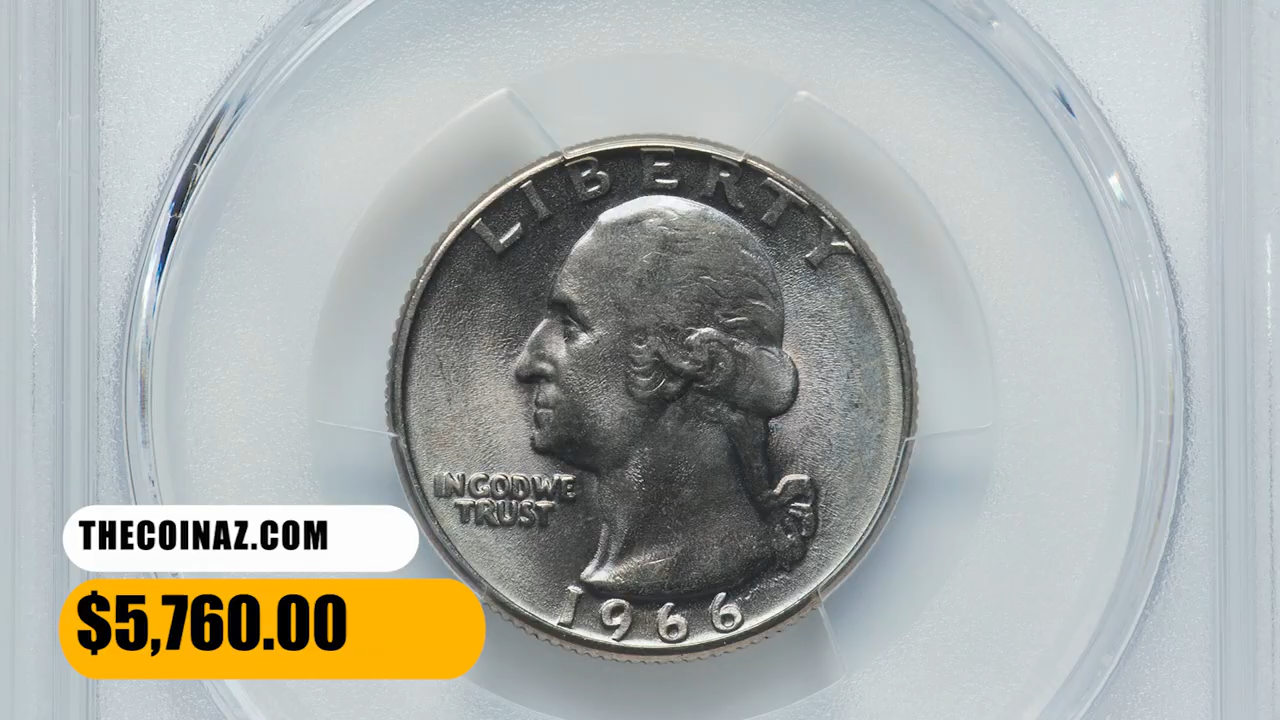 LIBERTY
IN GOD WE
TRUST
1966
THECOINAZ.COM
$5,760.00